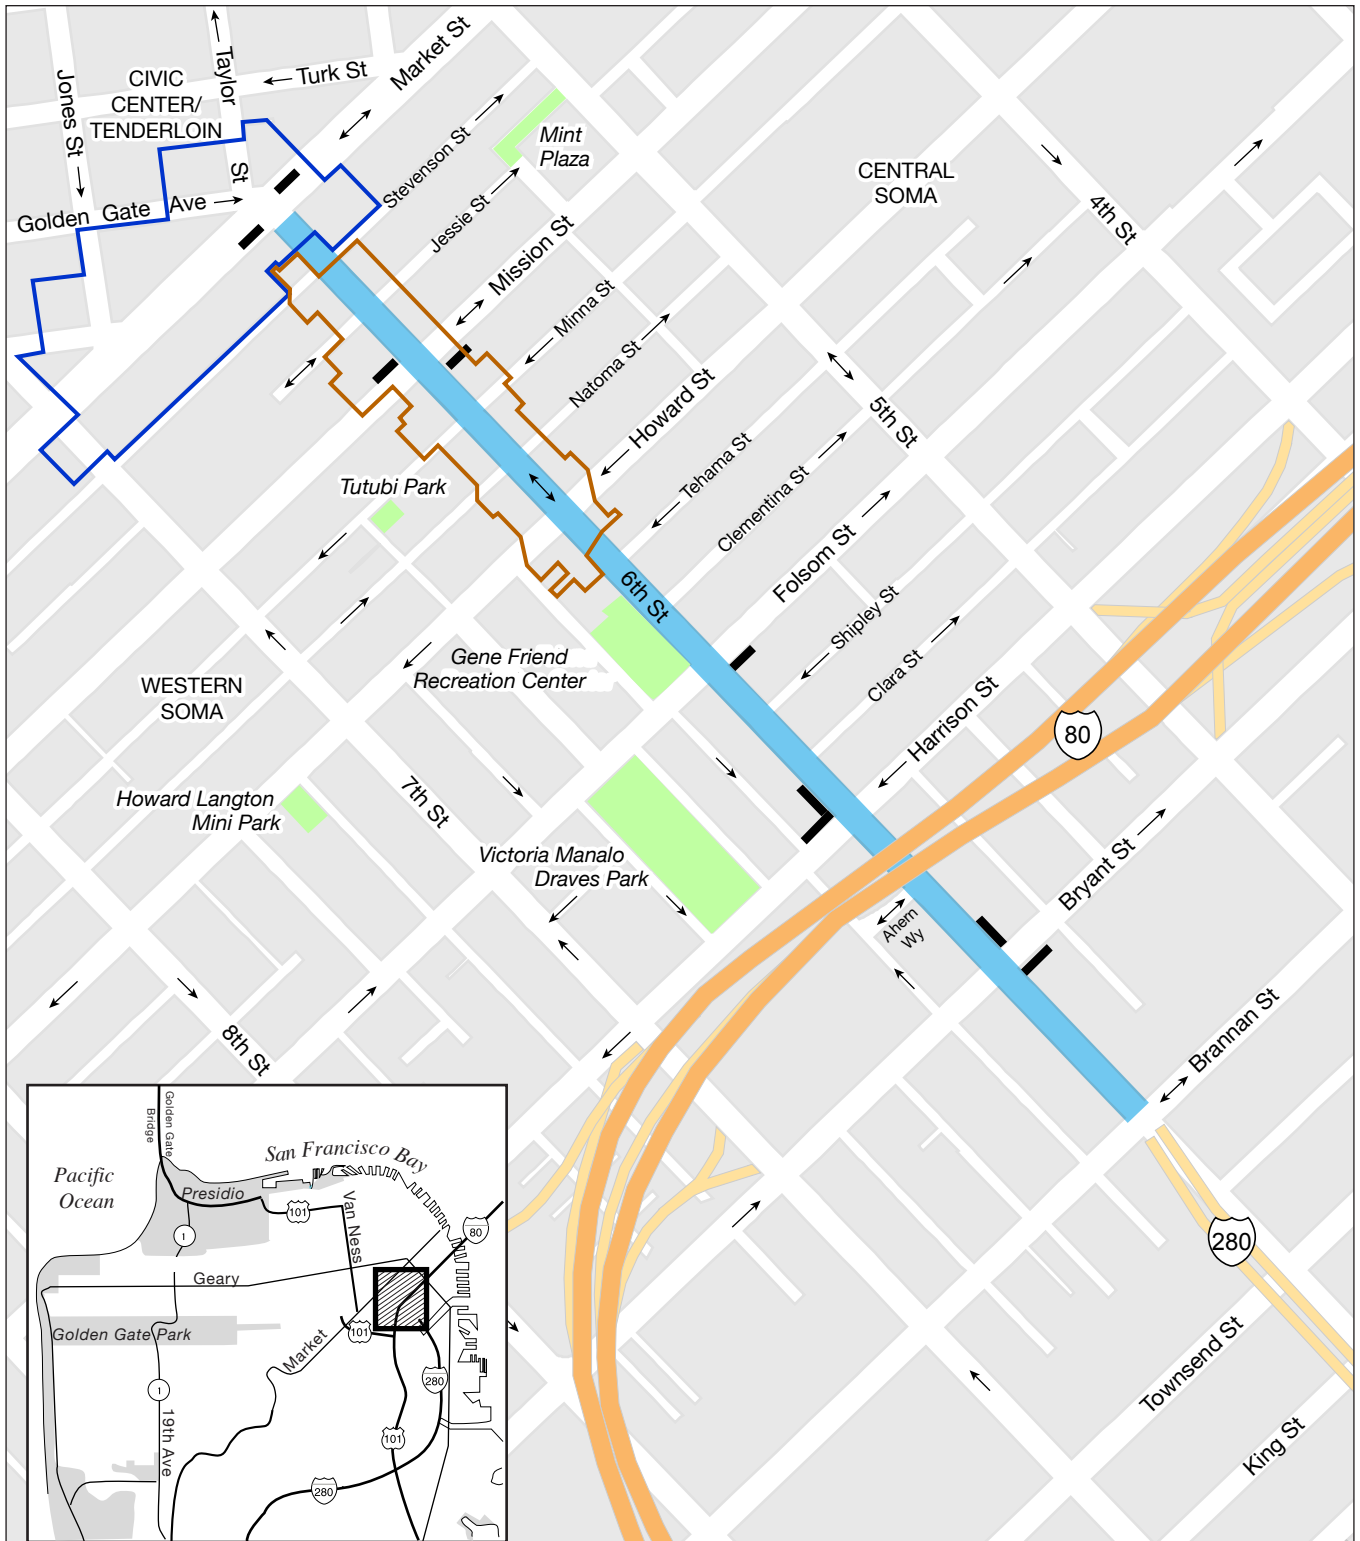 Market St
Taylor
St
Turk St
Jones St
CIVIC
CENTER/
TENDERLOIN
Golden Gate Ave
Stevenson St
Mint
Plaza
Jessie St
Mission St
CENTRAL
SOMA
4th St
Minna St
Natoma St
Howard St
5th St
Tehama St
Clementina St
Folsom St
Tutubi Park
6th St
Shipley St
Clara St
Gene Friend
Recreation Center
WESTERN
SOMA
Harrison St
80
Howard Langton
Mini Park
7th St
Victoria Manalo
Draves Park
Bryant St
Ahern
Wy
8th St
Brannan St
280
Townsend St
King St
Golden Gate
Bridge
San Francisco Bay
Pacific
Ocean
Presidio
101
Van Ness
80
1
Geary
Golden Gate Park
101
Market
280
1
19th Ave
101
280